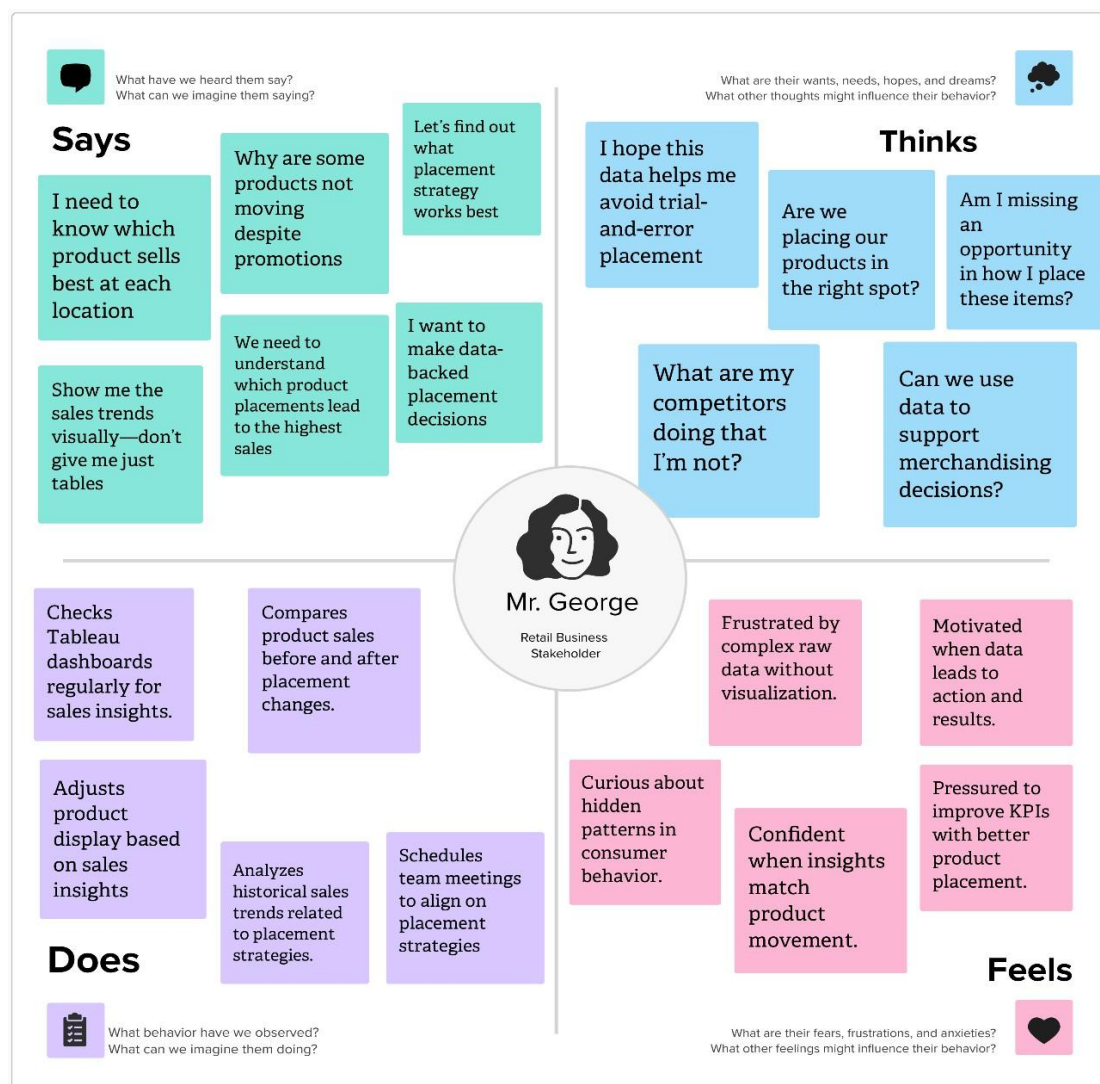 What have we heard them say?
What can we imagine them saying?
Says
I need to
know which
product sells
best at each
location
Why are some
products not
moving
despite
promotions
Let's find out
what
placement
strategy
works best
Show me the
sales trends
visually—don't
give me just
tables
We need to
understand
which product
placements lead
to the highest
sales
I want to
make data-
backed
placement
decisions
What are their wants, needs, hopes, and dreams?
What other thoughts might influence their behavior?
Thinks
I hope this
data helps me
avoid trial-
and-error
placement
Are we
placing our
products in
the right spot?
Am I missing
an
opportunity
in how I place
these items?
What are my
competitors
doing that
I'm not?
Can we use
data to
support
merchandising
decisions?
Mr. George
Retail Business
Stakeholder
Checks
Tableau
dashboards
regularly for
sales insights.
Compares
product sales
before and after
placement
changes.
Adjusts
product
display based
on sales
insights
Analyzes
historical sales
trends related
to placement
strategies.
Schedules
team meetings
to align on
placement
strategies
Does
What behavior have we observed?
What can we imagine them doing?
Frustrated by
complex raw
data without
visualization.
Motivated
when data
leads to
action and
results.
Curious about
hidden
patterns in
consumer
behavior.
Confident
when insights
match
product
movement.
Pressured to
improve KPIs
with better
product
placement.
Feels
What are their fears, frustrations, and anxieties?
What other feelings might influence their behavior?